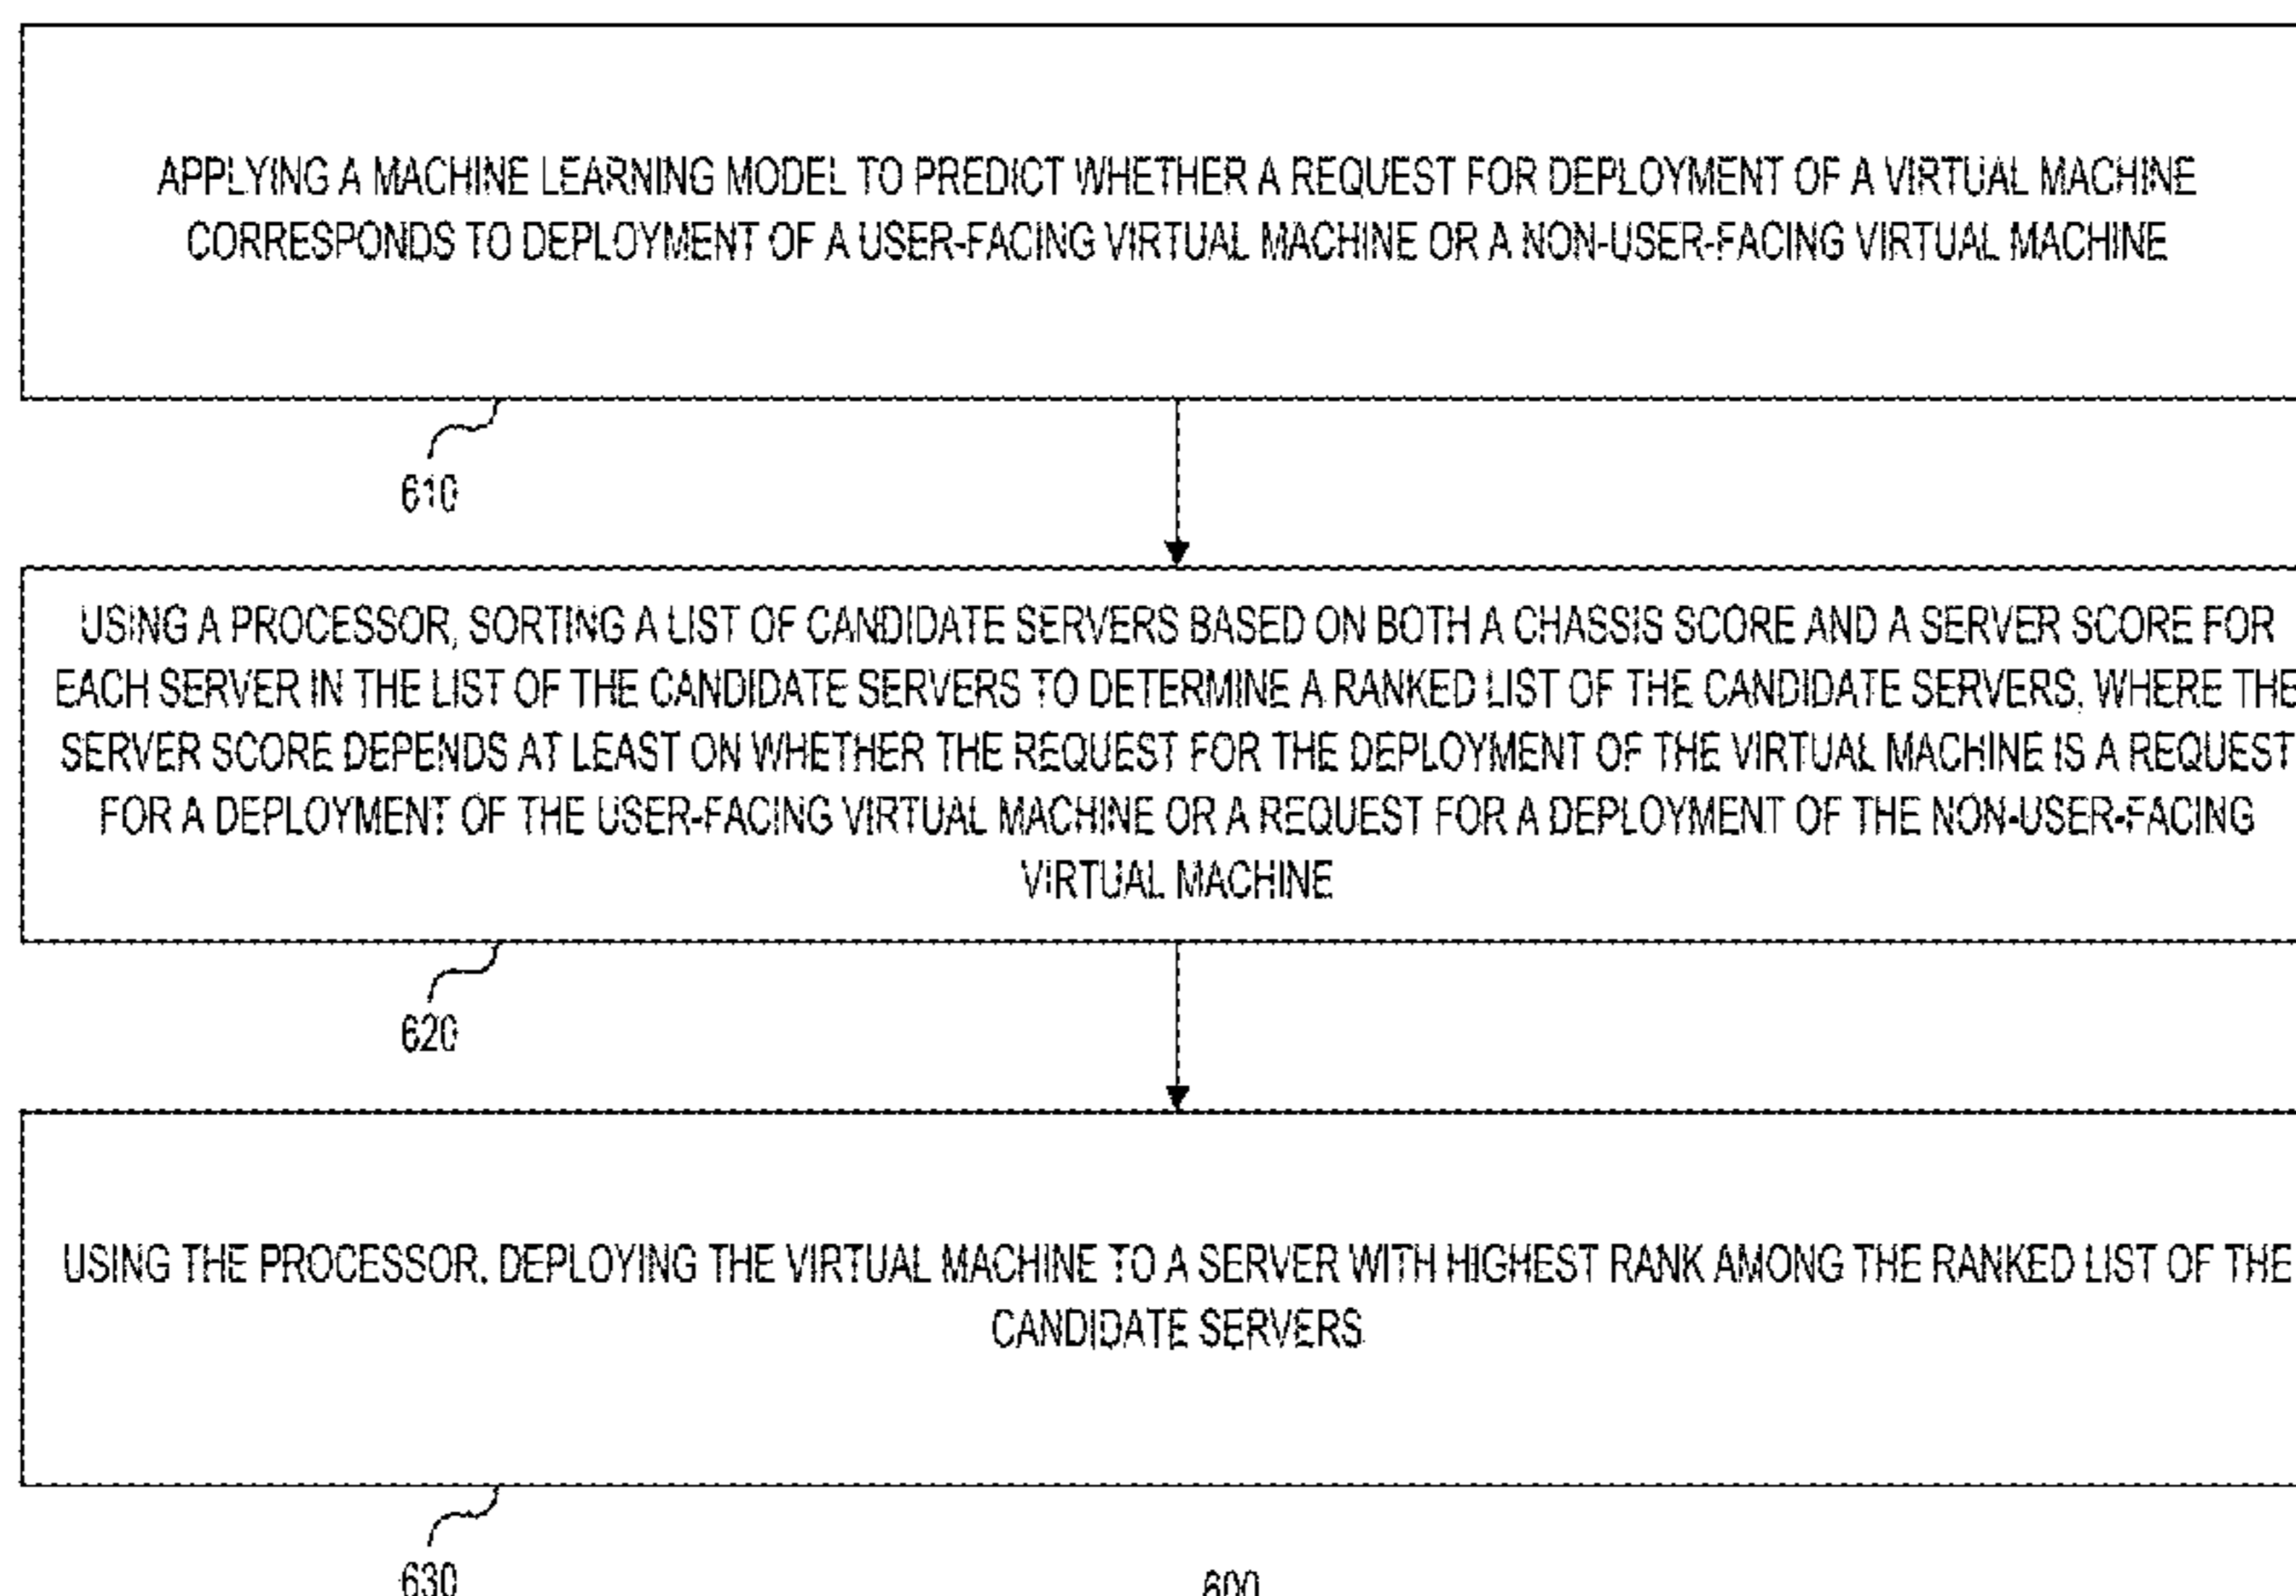 APPLYING A MACHINE LEARNING MODEL TO PREDICT WHETHER A REQUEST FOR DEPLOYMENT OF A VIRTUAL MACHINE
CORRESPONDS TO DEPLOYMENT OF A USER-FACING VIRTUAL MACHINE OR A NON-USER-FACING VIRTUAL MACHINE
610
USING A PROCESSOR, SORTING A LIST OF CANDIDATE SERVERS BASED ON BOTH A CHASSIS SCORE AND A SERVER SCORE FOR
EACH SERVER IN THE LIST OF THE CANDIDATE SERVERS TO DETERMINE A RANKED LIST OF THE CANDIDATE SERVERS, WHERE THE
SERVER SCORE DEPENDS AT LEAST ON WHETHER THE REQUEST FOR THE DEPLOYMENT OF THE VIRTUAL MACHINE IS A REQUEST
FOR A DEPLOYMENT OF THE USER-FACING VIRTUAL MACHINE OR A REQUEST FOR A DEPLOYMENT OF THE NON-USER-FACING
VIRTUAL MACHINE
620
USING THE PROCESSOR, DEPLOYING THE VIRTUAL MACHINE TO A SERVER WITH HIGHEST RANK AMONG THE RANKED LIST OF THE
CANDIDATE SERVERS
630
600